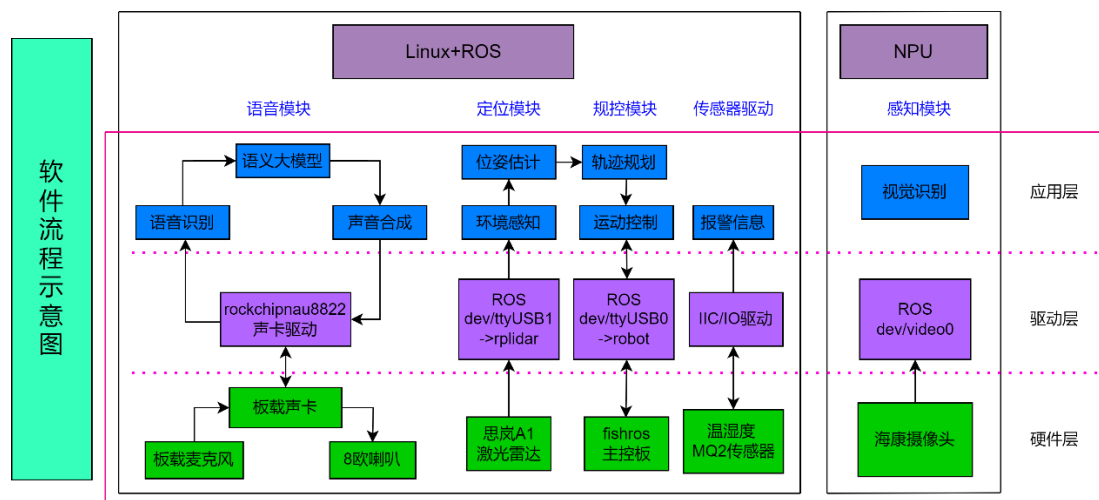 软件流程示意图
Linux+ROS
NPU
语音模块
定位模块
规控模块
传感器驱动
感知模块
语义大模型
位姿估计
轨迹规划
视觉识别
应用层
语音识别
声音合成
环境感知
运动控制
报警信息
rockchipnau8822
声卡驱动
ROS
dev/ttyUSB1
->rplidar
ROS
dev/ttyUSB0
->robot
IIC/IO驱动
ROS
dev/video0
驱动层
板载声卡
板载麦克风
8欧喇叭
思岚A1
激光雷达
fishros
主控板
温湿度
MQ2传感器
海康摄像头
硬件层